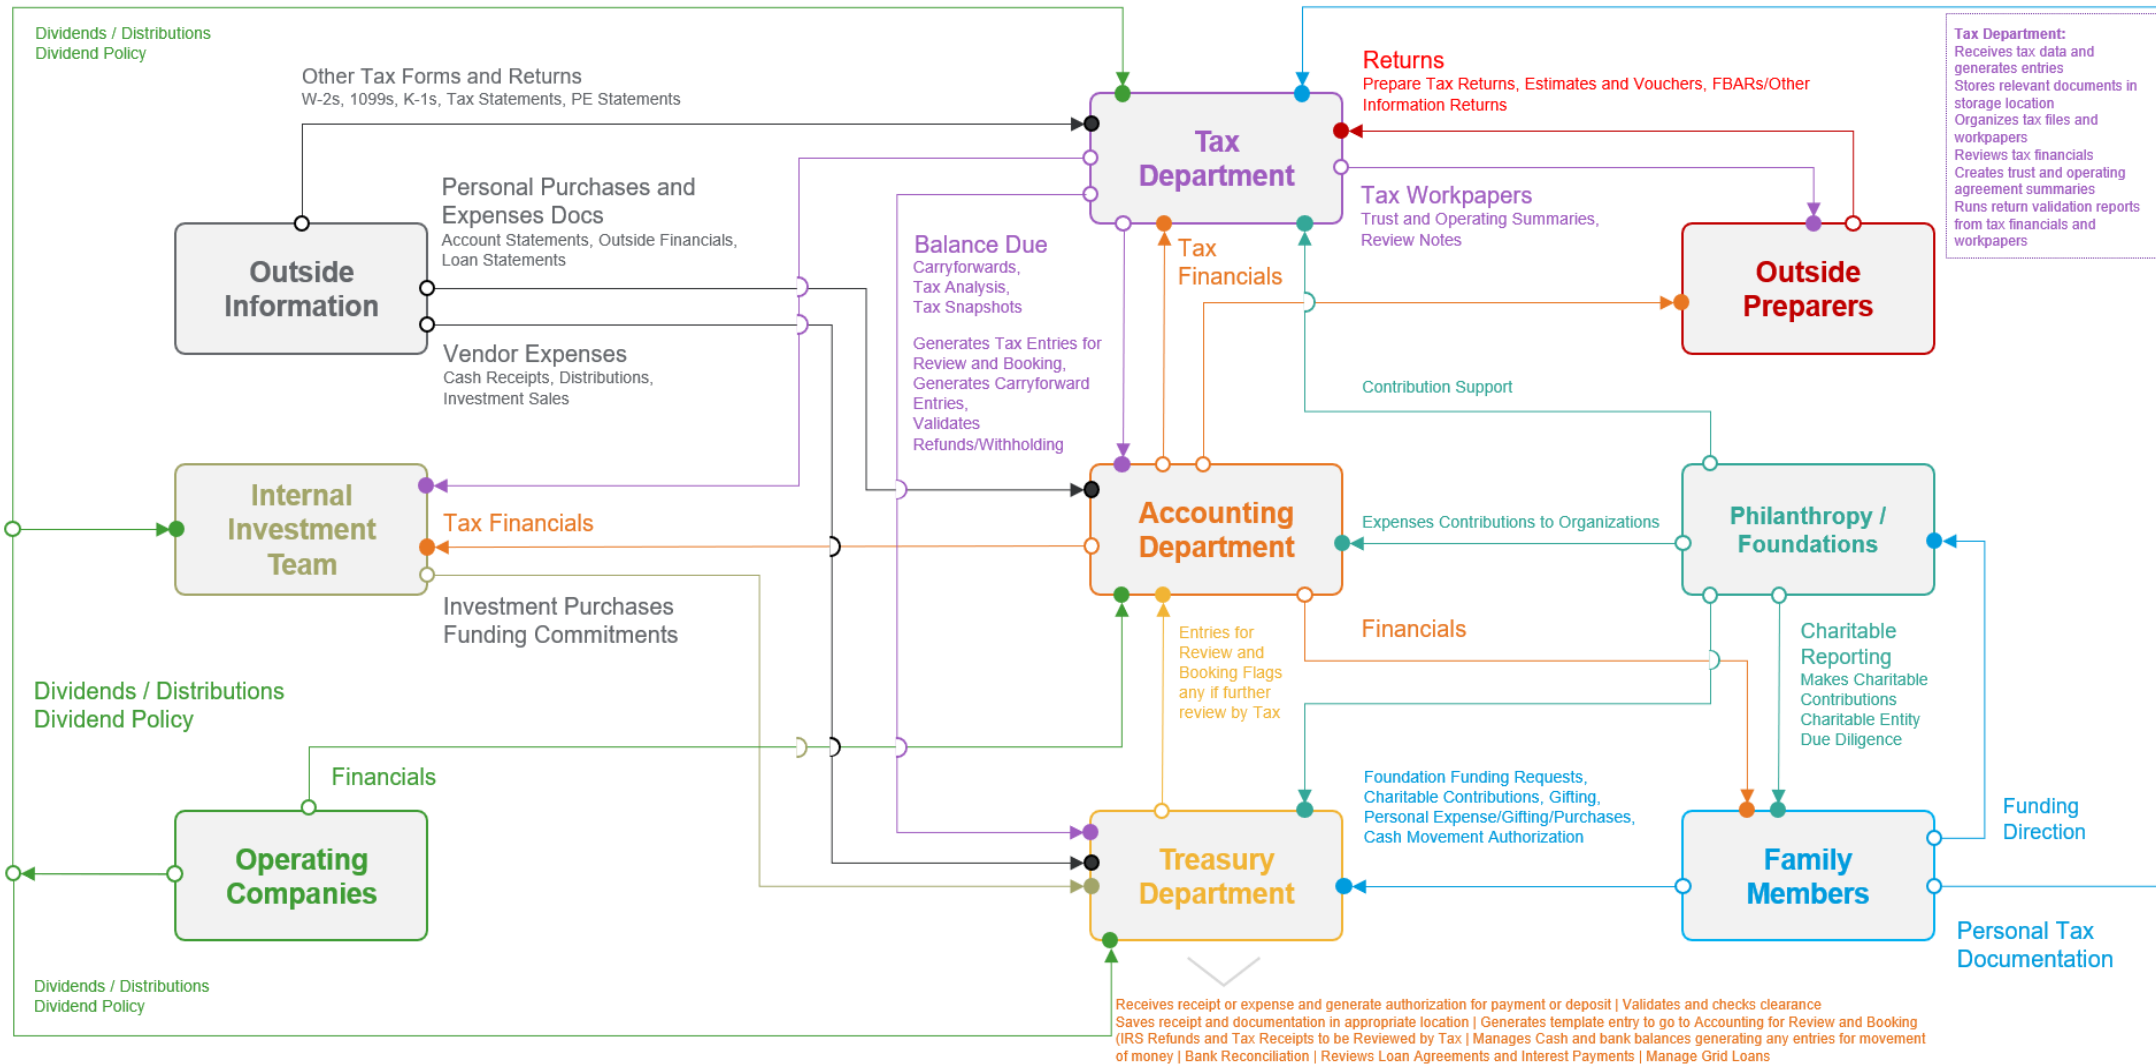 Dividends / Distributions
Dividend Policy
Other Tax Forms and Returns
W-2s, 1099s, K-1s, Tax Statements, PE Statements
Returns
Prepare Tax Returns, Estimates and Vouchers, FBARs/Other
Information Returns
Tax Department:
Receives tax data and
generates entries
Stores relevant documents in
storage location
Organizes tax files and
workpapers
Reviews tax financials
Creates trust and operating
agreement summaries
Runs return validation reports
from tax financials and
workpapers
Tax
Department
Personal Purchases and
Expenses Docs
Account Statements, Outside Financials,
Loan Statements
Tax Workpapers
Trust and Operating Summaries,
Review Notes
Outside
Information
Balance Due
Carryforwards,
Tax Analysis,
Tax Snapshots
Generates Tax Entries for
Review and Booking,
Generates Carryforward
Entries,
Validates
Refunds/Withholding
Tax
Financials
Outside
Preparers
Vendor Expenses
Cash Receipts, Distributions,
Investment Sales
Contribution Support
Internal
Investment
Team
Tax Financials
Accounting
Department
Expenses Contributions to Organizations
Philanthropy /
Foundations
Investment Purchases
Funding Commitments
Entries for
Review and
Booking Flags
any if further
review by Tax
Financials
Charitable
Reporting
Makes Charitable
Contributions
Charitable Entity
Due Diligence
Dividends / Distributions
Dividend Policy
Financials
Foundation Funding Requests,
Charitable Contributions, Gifting,
Personal Expense/Gifting/Purchases,
Cash Movement Authorization
Funding
Direction
Operating
Companies
Treasury
Department
Family
Members
Personal Tax
Documentation
Dividends / Distributions
Dividend Policy
Receives receipt or expense and generate authorization for payment or deposit | Validates and checks clearance
Saves receipt and documentation in appropriate location | Generates template entry to go to Accounting for Review and Booking
(IRS Refunds and Tax Receipts to be Reviewed by Tax | Manages Cash and bank balances generating any entries for movement
of money | Bank Reconciliation | Reviews Loan Agreements and Interest Payments | Manage Grid Loans